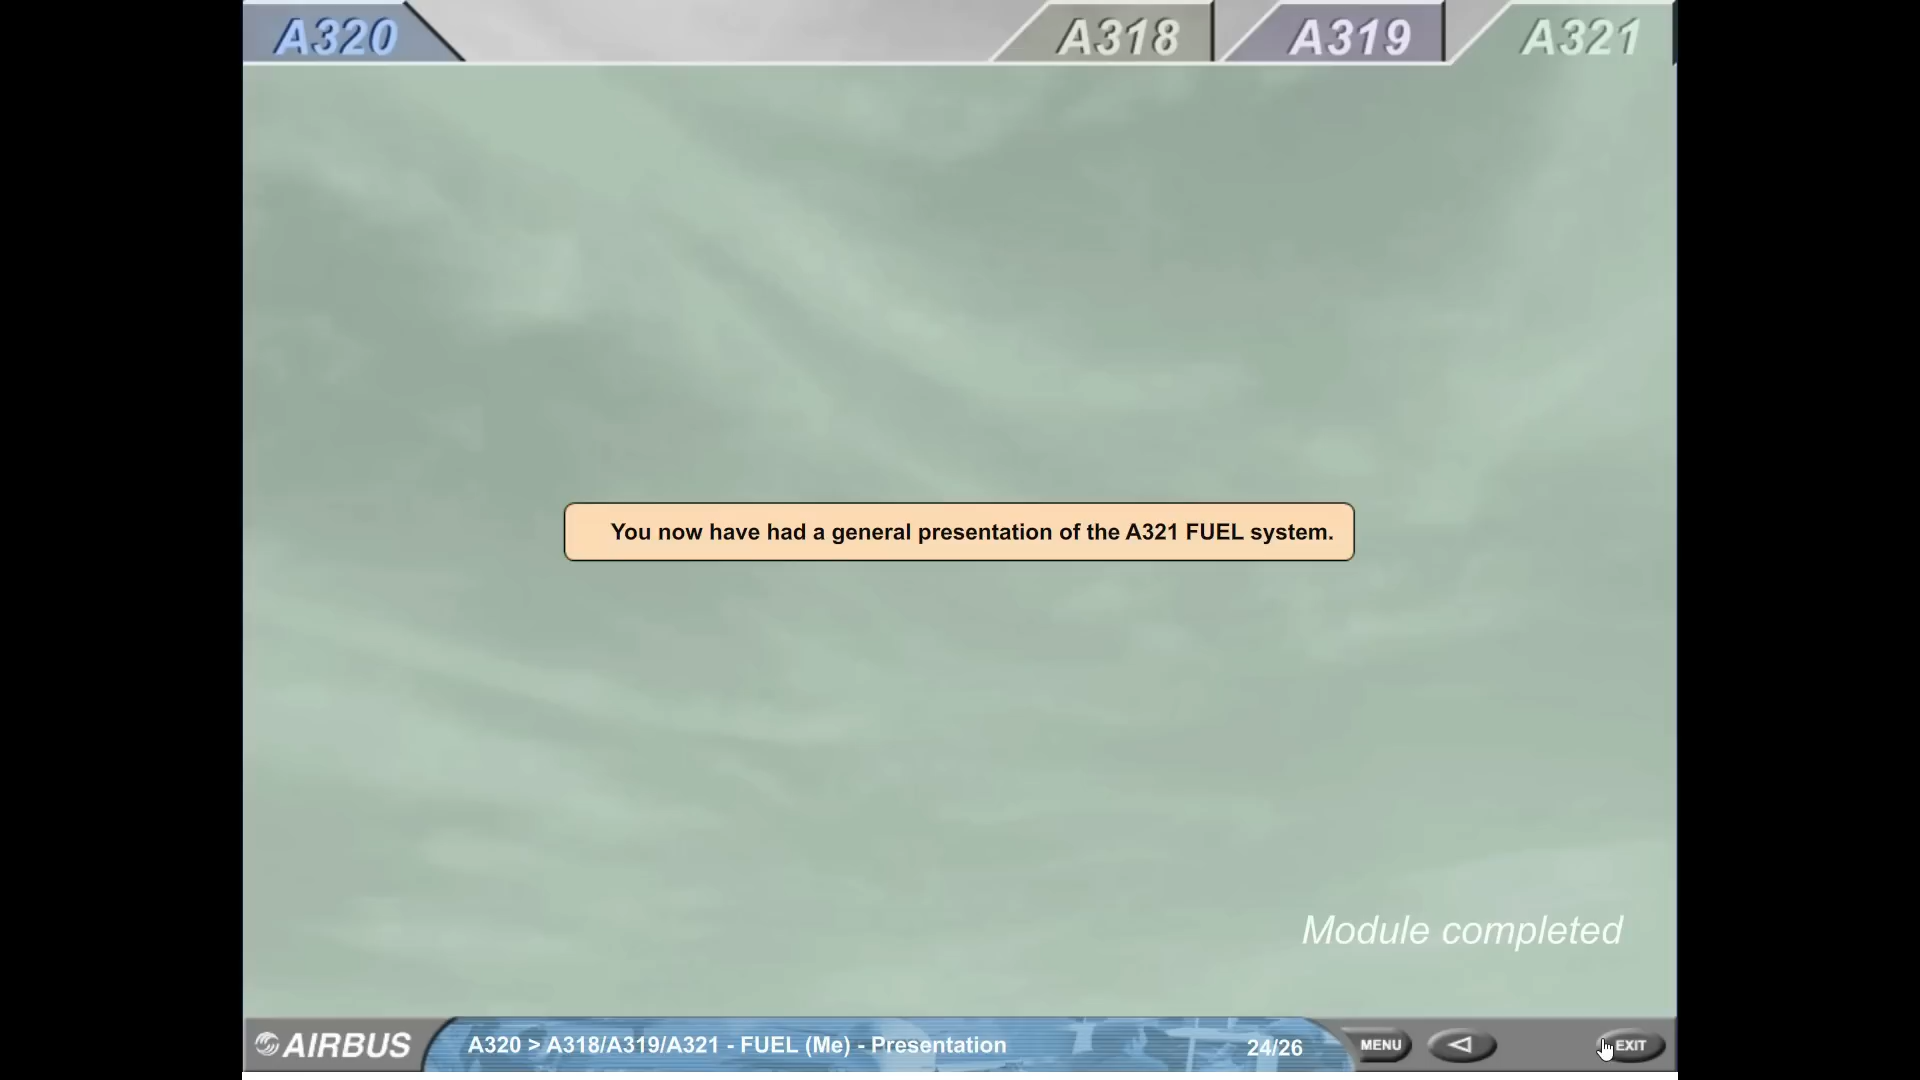 A320
A318
A319
A321
You now have had a general presentation of the A321 FUEL system.
Module completed
AIRBUS
A320 > A318/A319/A321 - FUEL (Me) - Presentation
24/26
MENU
EXIT